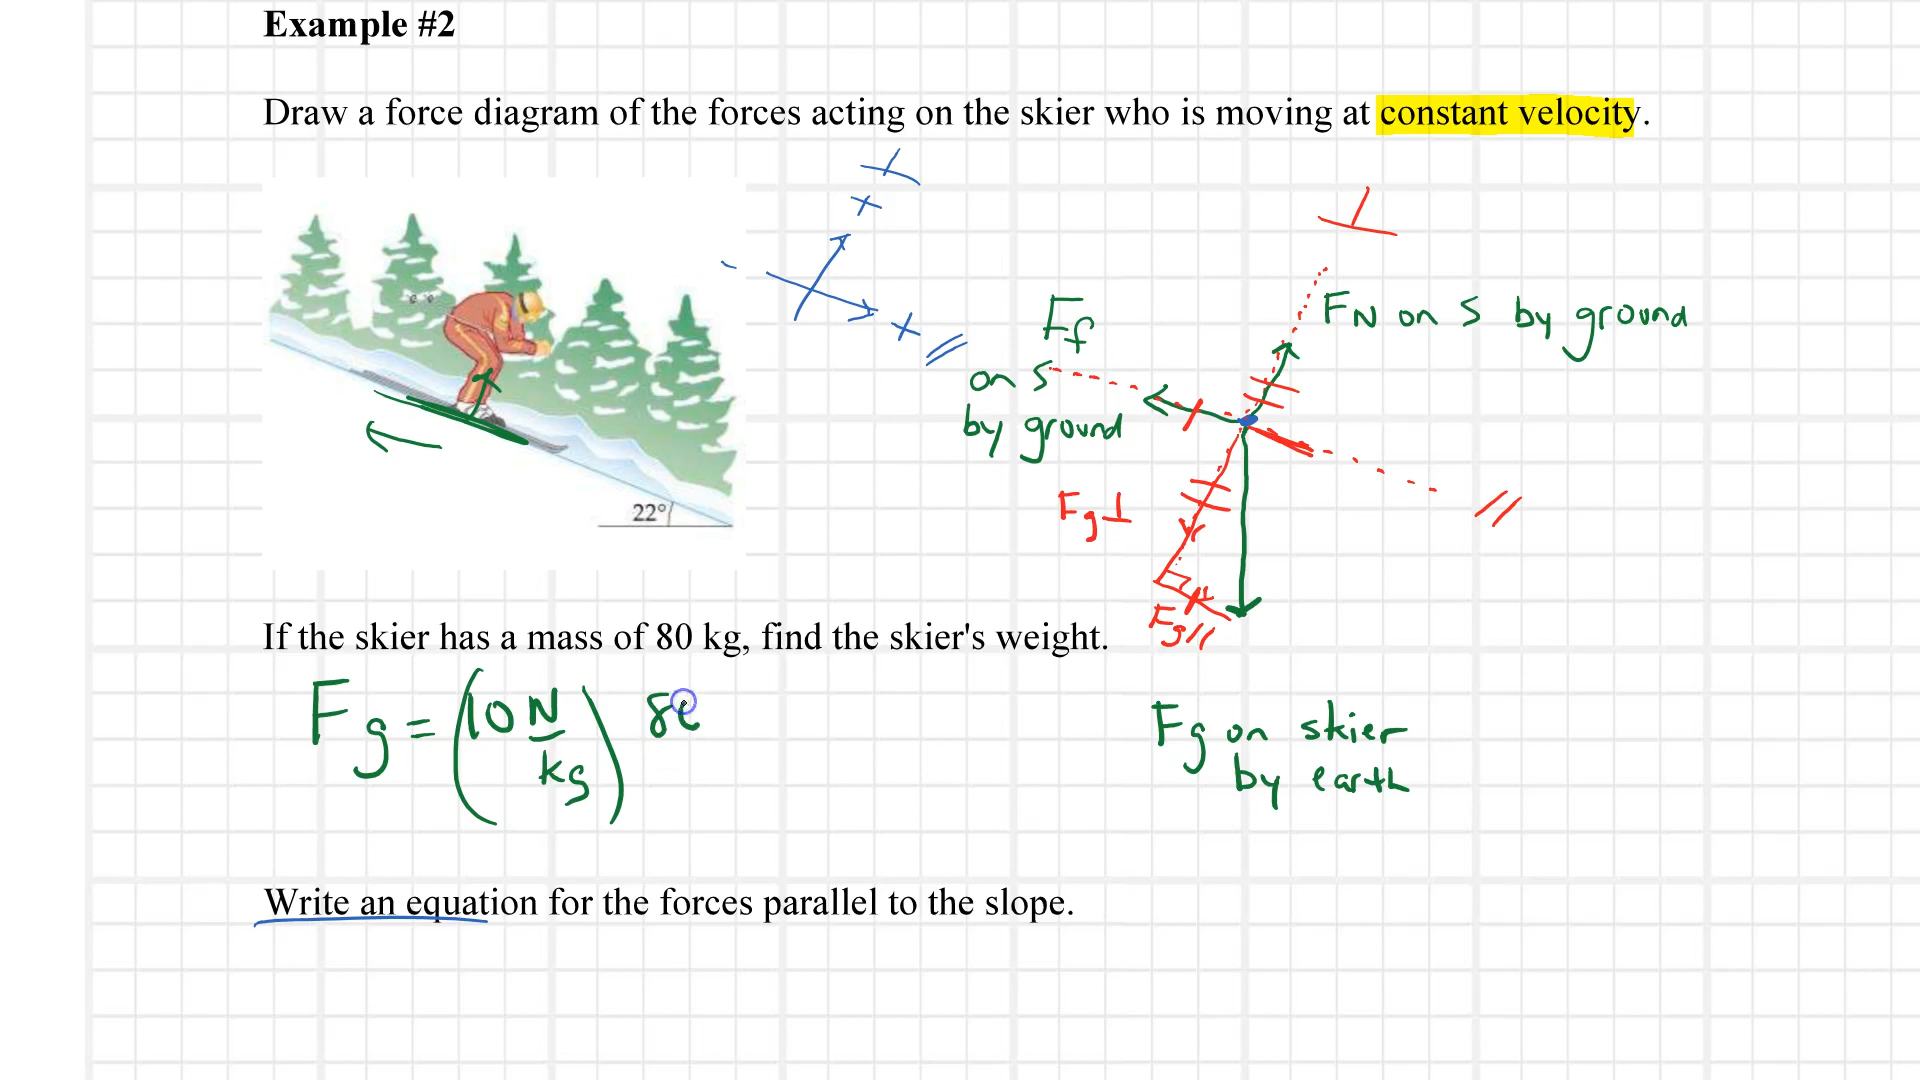 Example #2
Draw a force diagram of the forces acting on the skier who is moving at constant velocity.
+
+ //
⊥
Ff
on S
by ground
FN on S by ground
Fg⊥
//
Fg//
22°
If the skier has a mass of 80 kg, find the skier's weight.
Fg = (10 N/kg) 80
Fg on skier
by earth
Write an equation for the forces parallel to the slope.